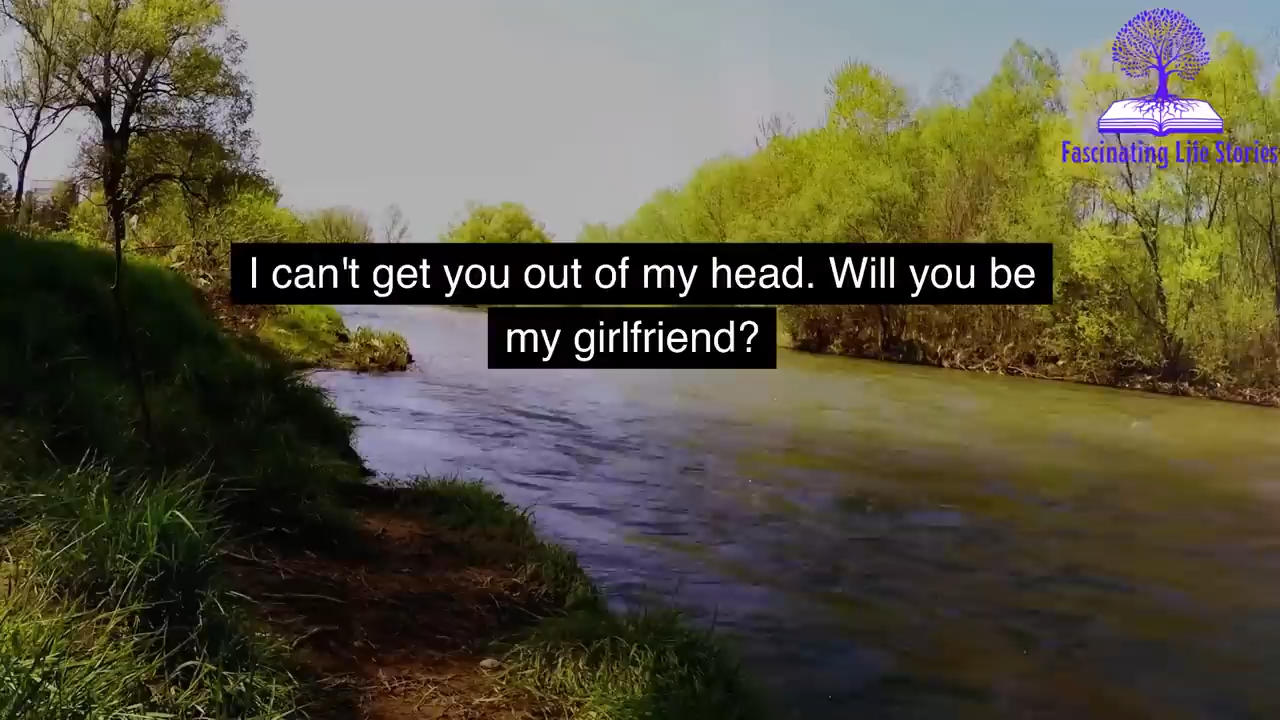 Fascinating Life Stories
I can't get you out of my head. Will you be
my girlfriend?